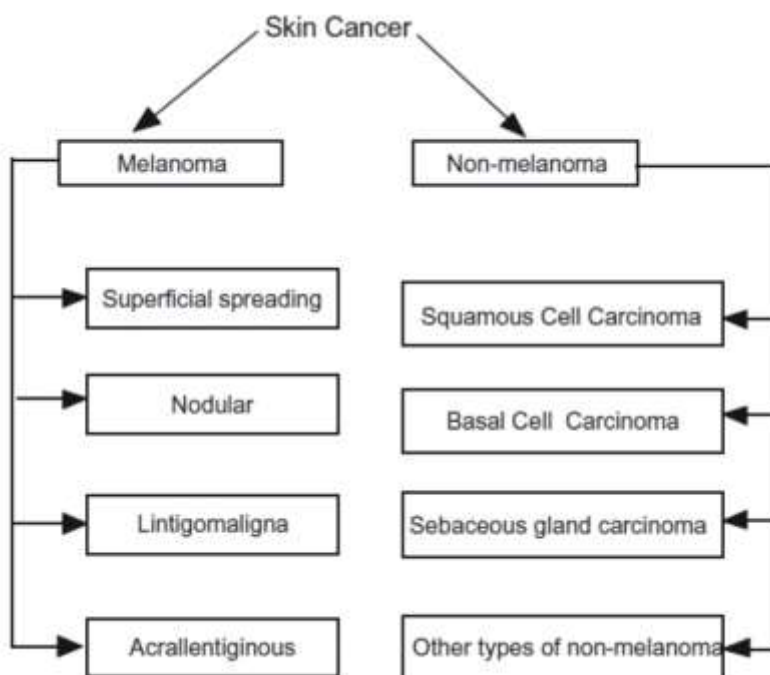 Skin Cancer
Melanoma
Non-melanoma
Superficial spreading
Squamous Cell Carcinoma
Nodular
Basal Cell Carcinoma
Lintigomaligna
Sebaceous gland carcinoma
Acrallentiginous
Other types of non-melanoma